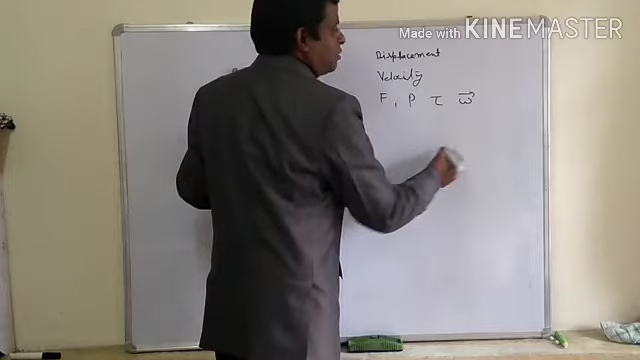 Made with KINEMASTER
Displacement
Velocity
F, P τ ω⃗